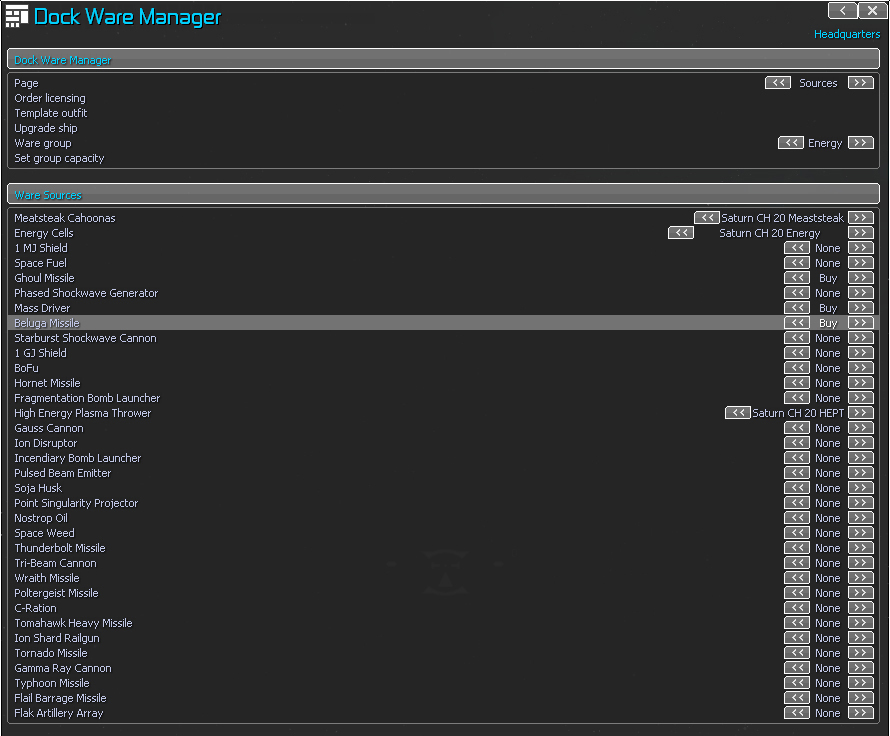 Dock Ware Manager
< X
Headquarters
Dock Ware Manager
Page << Sources >>
Order licensing
Template outfit
Upgrade ship
Ware group << Energy >>
Set group capacity
Ware Sources
Meatsteak Cahoonas << Saturn CH 20 Meaststeak >>
Energy Cells << Saturn CH 20 Energy >>
1 MJ Shield << None >>
Space Fuel << None >>
Ghoul Missile << Buy >>
Phased Shockwave Generator << None >>
Mass Driver << Buy >>
Beluga Missile << Buy >>
Starburst Shockwave Cannon << None >>
1 GJ Shield << None >>
BoFu << None >>
Hornet Missile << None >>
Fragmentation Bomb Launcher << None >>
High Energy Plasma Thrower << Saturn CH 20 HEPT >>
Gauss Cannon << None >>
Ion Disruptor << None >>
Incendiary Bomb Launcher << None >>
Pulsed Beam Emitter << None >>
Soja Husk << None >>
Point Singularity Projector << None >>
Nostrop Oil << None >>
Space Weed << None >>
Thunderbolt Missile << None >>
Tri-Beam Cannon << None >>
Wraith Missile << None >>
Poltergeist Missile << None >>
C-Ration << None >>
Tomahawk Heavy Missile << None >>
Ion Shard Railgun << None >>
Tornado Missile << None >>
Gamma Ray Cannon << None >>
Typhoon Missile << None >>
Flail Barrage Missile << None >>
Flak Artillery Array << None >>